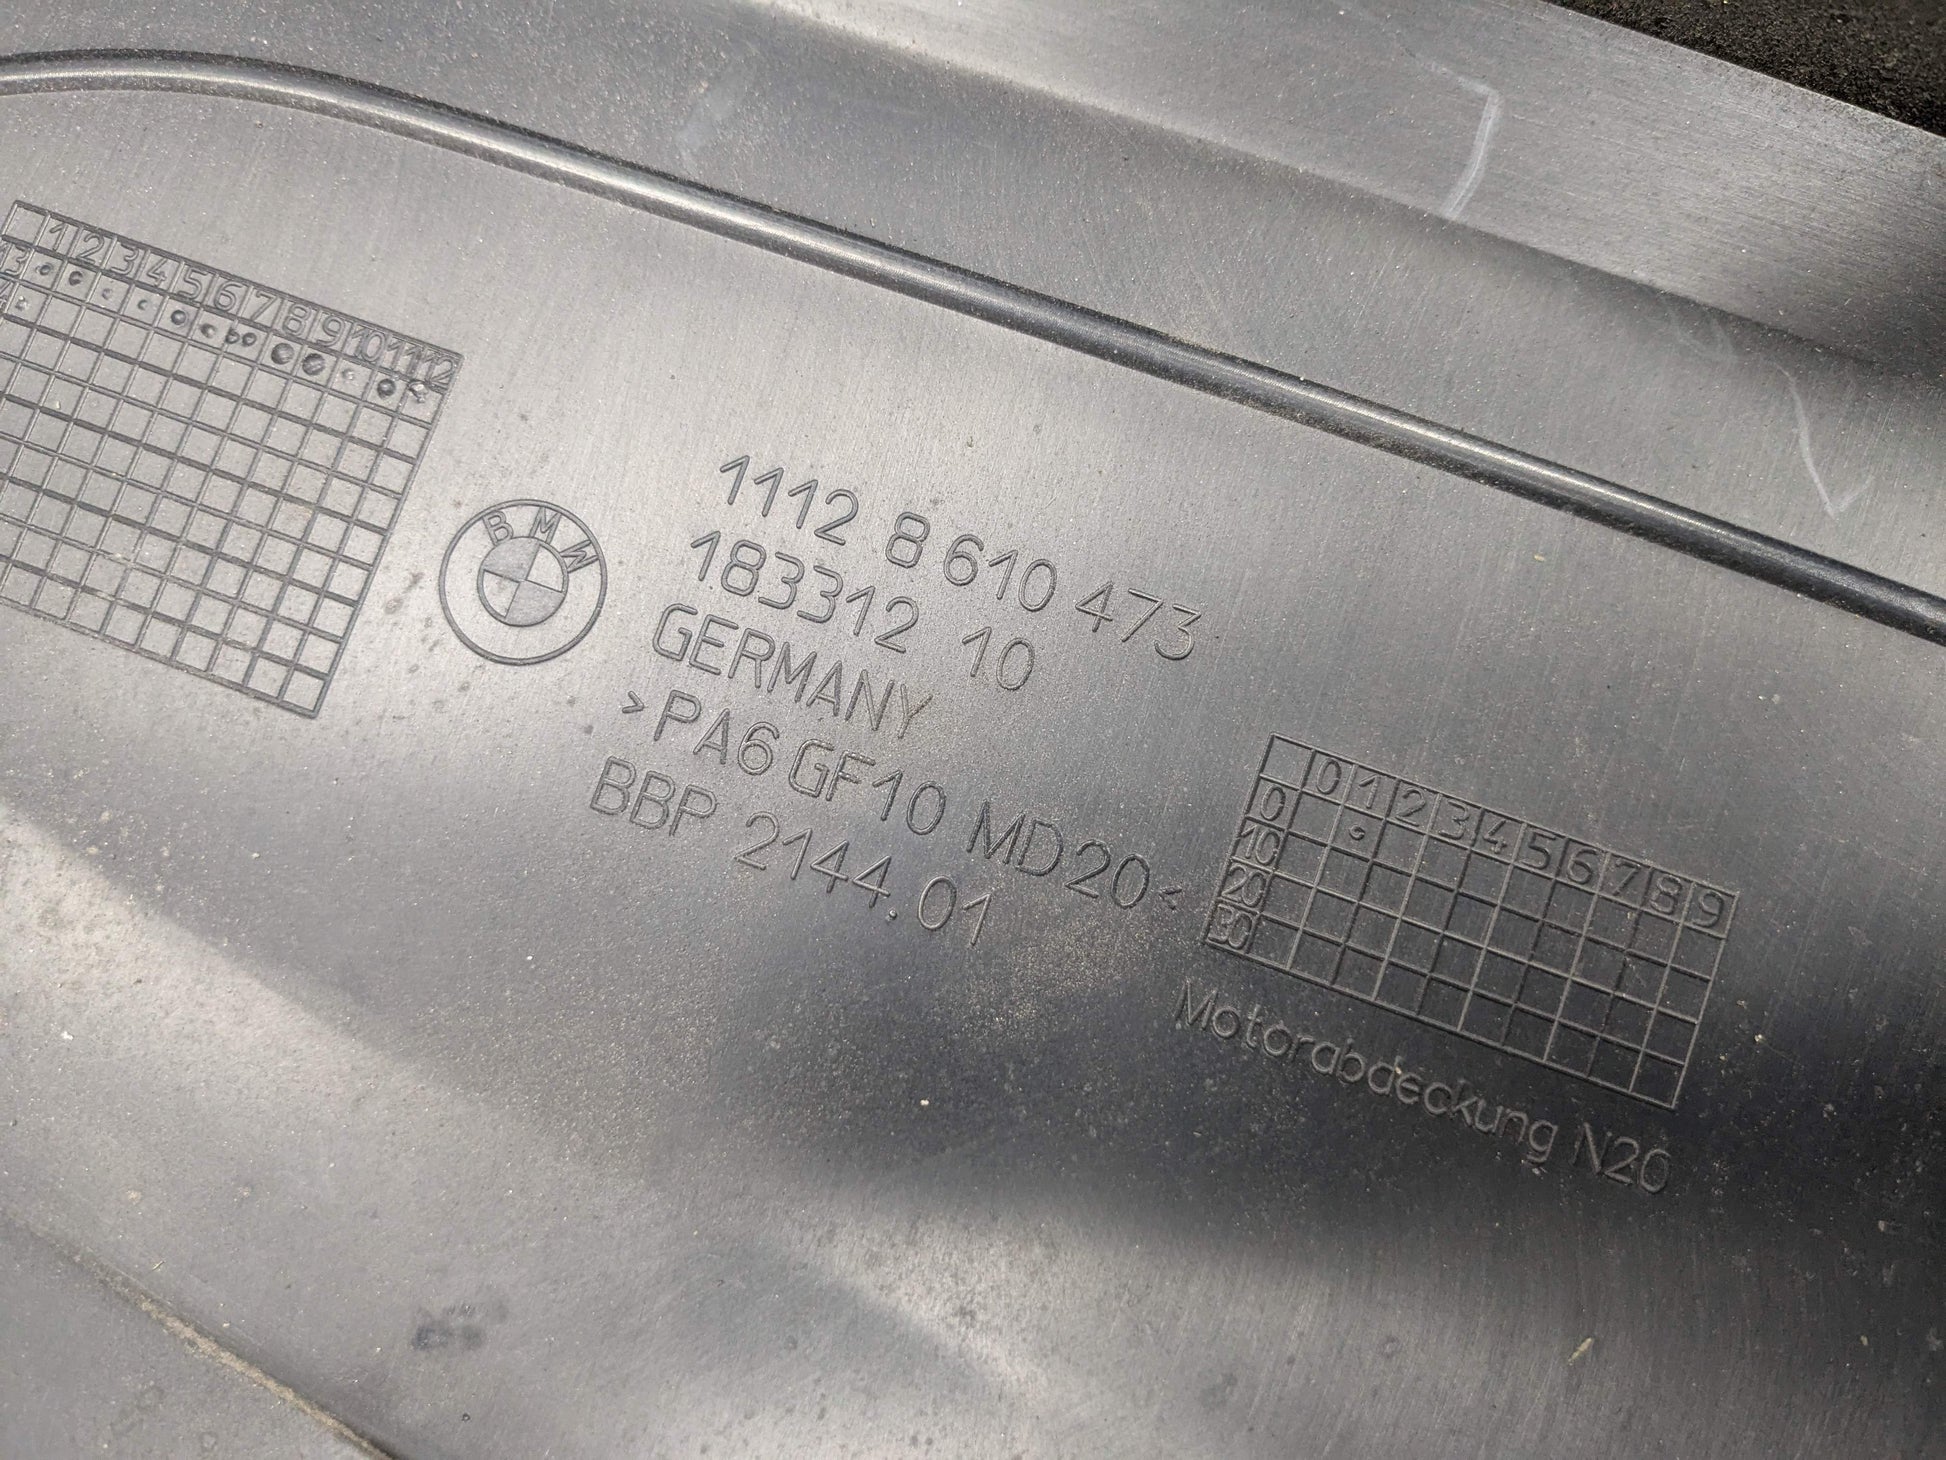 1 2 3 4 5 6 7 8 9 10 11 12
3
4
BMW
1112 8 610 473
183312 10
GERMANY
>PA6 GF10 MD20<
BBP 2144.01
0 1 2 3 4 5 6 7 8 9
0
10
20
30
Motorabdeckung N20